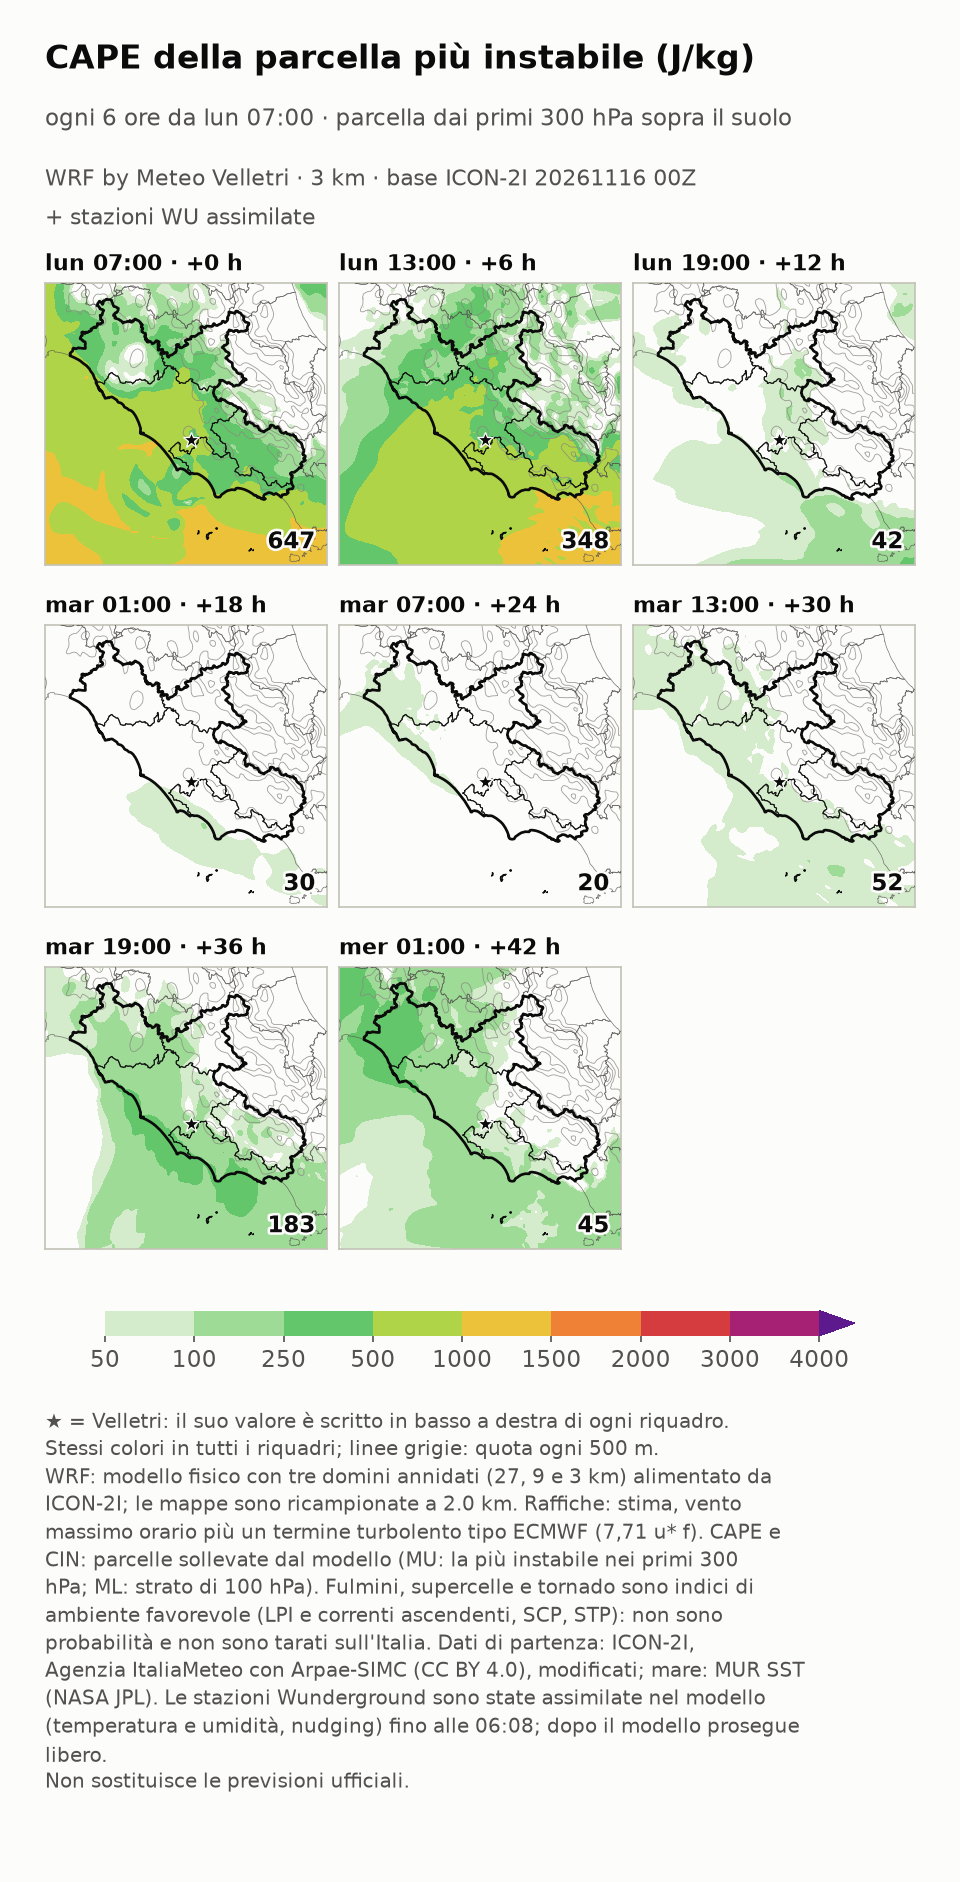 CAPE della parcella più instabile (J/kg)
ogni 6 ore da lun 07:00 · parcella dai primi 300 hPa sopra il suolo
WRF by Meteo Velletri · 3 km · base ICON-2I 20261116 00Z
+ stazioni WU assimilate
lun 07:00 · +0 h
lun 13:00 · +6 h
lun 19:00 · +12 h
647
348
42
mar 01:00 · +18 h
mar 07:00 · +24 h
mar 13:00 · +30 h
30
20
52
mar 19:00 · +36 h
mer 01:00 · +42 h
183
45
50 100 250 500 1000 1500 2000 3000 4000
★ = Velletri: il suo valore è scritto in basso a destra di ogni riquadro.
Stessi colori in tutti i riquadri; linee grigie: quota ogni 500 m.
WRF: modello fisico con tre domini annidati (27, 9 e 3 km) alimentato da
ICON-2I; le mappe sono ricampionate a 2.0 km. Raffiche: stima, vento
massimo orario più un termine turbolento tipo ECMWF (7,71 u* f). CAPE e
CIN: parcelle sollevate dal modello (MU: la più instabile nei primi 300
hPa; ML: strato di 100 hPa). Fulmini, supercelle e tornado sono indici di
ambiente favorevole (LPI e correnti ascendenti, SCP, STP): non sono
probabilità e non sono tarati sull'Italia. Dati di partenza: ICON-2I,
Agenzia ItaliaMeteo con Arpae-SIMC (CC BY 4.0), modificati; mare: MUR SST
(NASA JPL). Le stazioni Wunderground sono state assimilate nel modello
(temperatura e umidità, nudging) fino alle 06:08; dopo il modello prosegue
libero.
Non sostituisce le previsioni ufficiali.